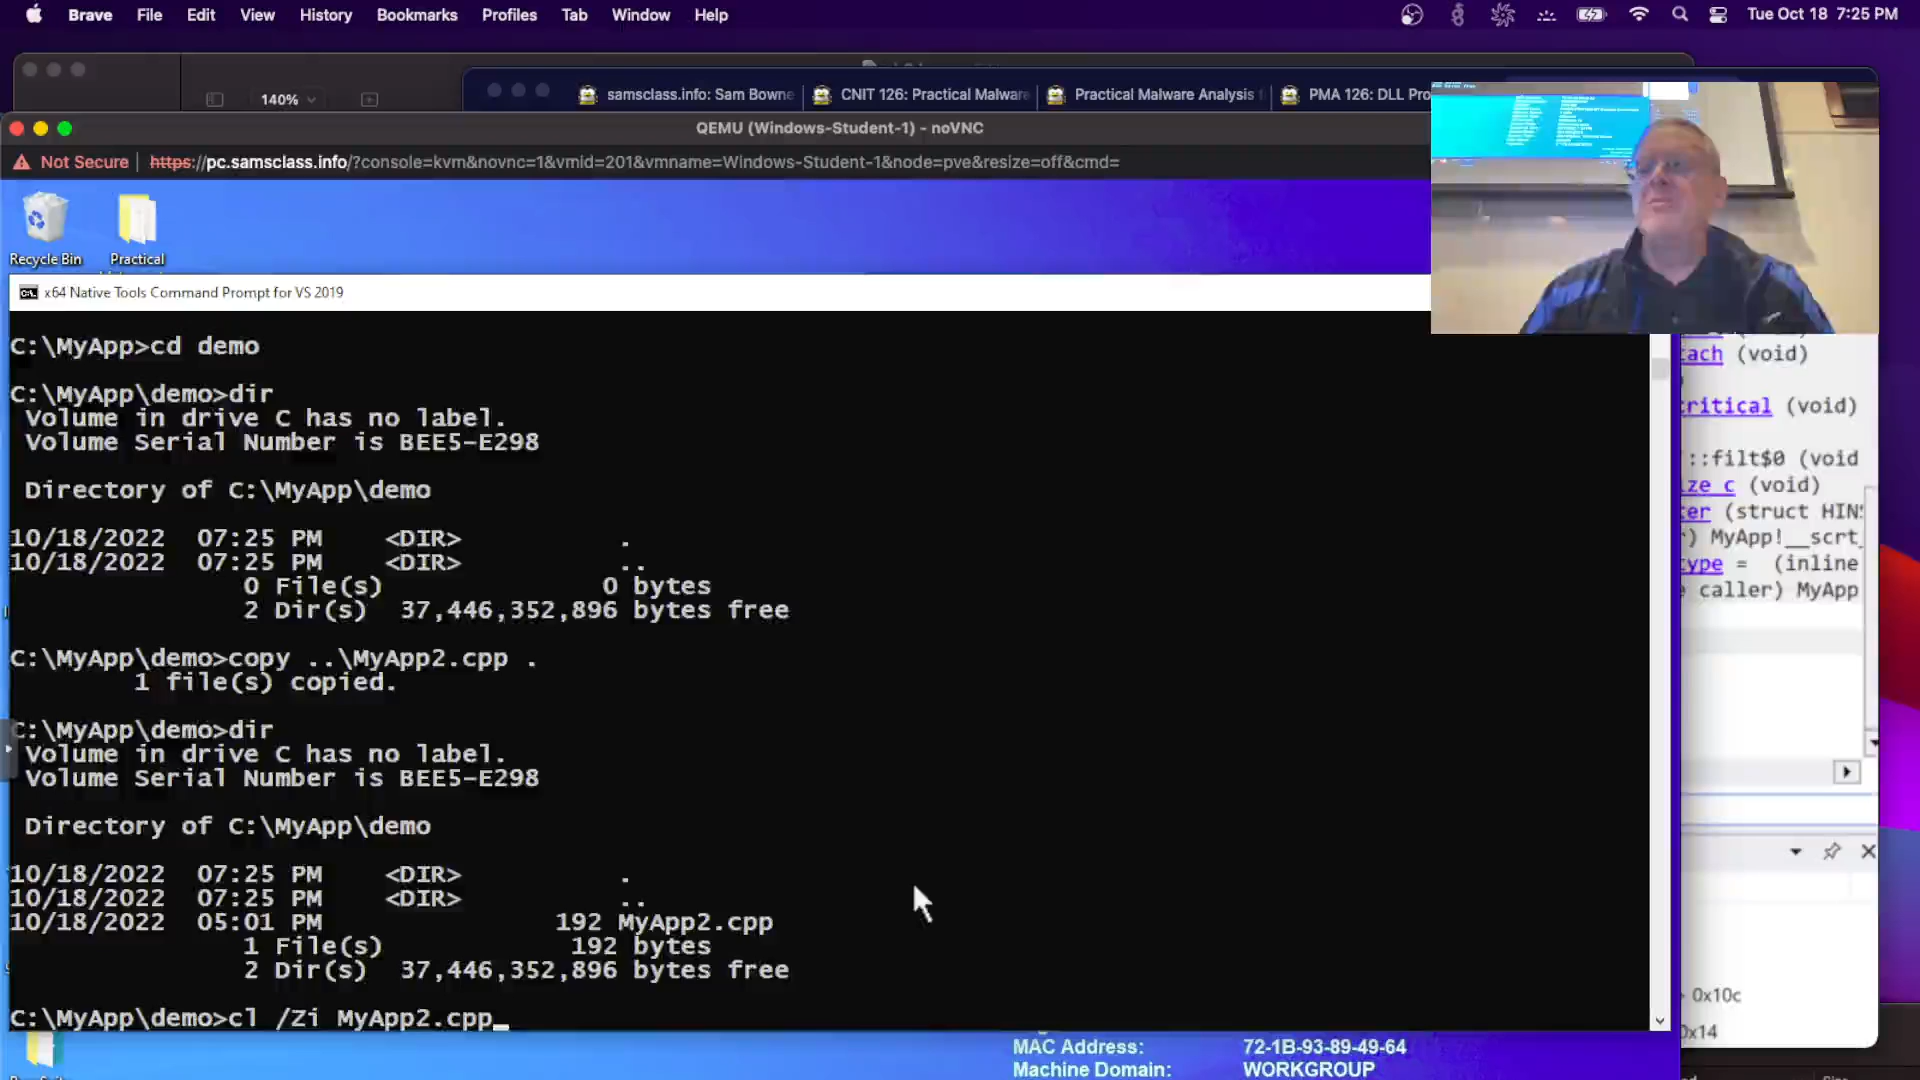 Brave File Edit View History Bookmarks Profiles Tab Window Help Tue Oct 18 7:25 PM
140%
samsclass.info: Sam Bowne
CNIT 126: Practical Malware
Practical Malware Analysis
PMA 126: DLL Pro
QEMU (Windows-Student-1) - noVNC
Not Secure https://pc.samsclass.info/?console=kvm&novnc=1&vmid=201&vmname=Windows-Student-1&node=pve&resize=off&cmd=
Recycle Bin
Practical
x64 Native Tools Command Prompt for VS 2019
C:\MyApp>cd demo
C:\MyApp\demo>dir
Volume in drive C has no label.
Volume Serial Number is BEE5-E298
Directory of C:\MyApp\demo
10/18/2022 07:25 PM <DIR> .
10/18/2022 07:25 PM <DIR> ..
0 File(s) 0 bytes
2 Dir(s) 37,446,352,896 bytes free
C:\MyApp\demo>copy ..\MyApp2.cpp .
1 file(s) copied.
C:\MyApp\demo>dir
Volume in drive C has no label.
Volume Serial Number is BEE5-E298
Directory of C:\MyApp\demo
10/18/2022 07:25 PM <DIR> .
10/18/2022 07:25 PM <DIR> ..
10/18/2022 05:01 PM 192 MyApp2.cpp
1 File(s) 192 bytes
2 Dir(s) 37,446,352,896 bytes free
C:\MyApp\demo>cl /Zi MyApp2.cpp_
tach (void)
critical (void)
::filt$0 (void
ize_c (void)
ter (struct HINS
r) MyApp!__scrt_
type = (inline
e caller) MyApp
0x10c
0x14
MAC Address: 72-1B-93-89-49-64
Machine Domain: WORKGROUP